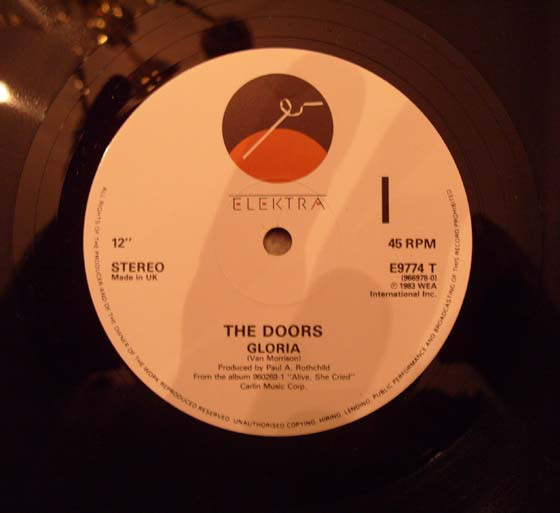 ELEKTRA
I
12"
45 RPM
STEREO
E9774 T
Made in UK
(966978-0)
℗ 1983 WEA
International Inc.
THE DOORS
GLORIA
(Van Morrison)
Produced by Paul A. Rothchild
From the album 960269-1 "Alive, She Cried"
Carlin Music Corp.
ALL RIGHTS OF THE PRODUCER AND OF THE OWNER OF THE WORK REPRODUCED RESERVED. UNAUTHORISED COPYING, HIRING, LENDING, PUBLIC PERFORMANCE AND BROADCASTING OF THIS RECORD PROHIBITED